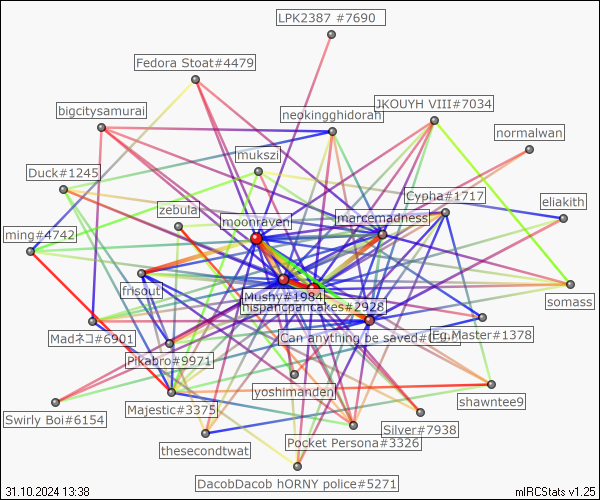 LPK2387 #7690
Fedora Stoat#4479
bigcitysamurai
neokingghidorah
JKOUYH VIII#7034
normalwan
mukszi
Duck#1245
Cypha#1717
eliakith
zebula
moonraven
marcemadness
ming#4742
frisout
Mushy#1984
somass
hispanchancakes#2928
Madネコ#6901
Can anything be saved#
Eg.Master#1378
Pikabro#9971
yoshimanden
shawntee9
Swirly Boi#6154
Majestic#3375
Silver#7938
thesecondtwat
Pocket Persona#3326
DacobDacob hORNY police#5271
31.10.2024 13:38
mIRCStats v1.25